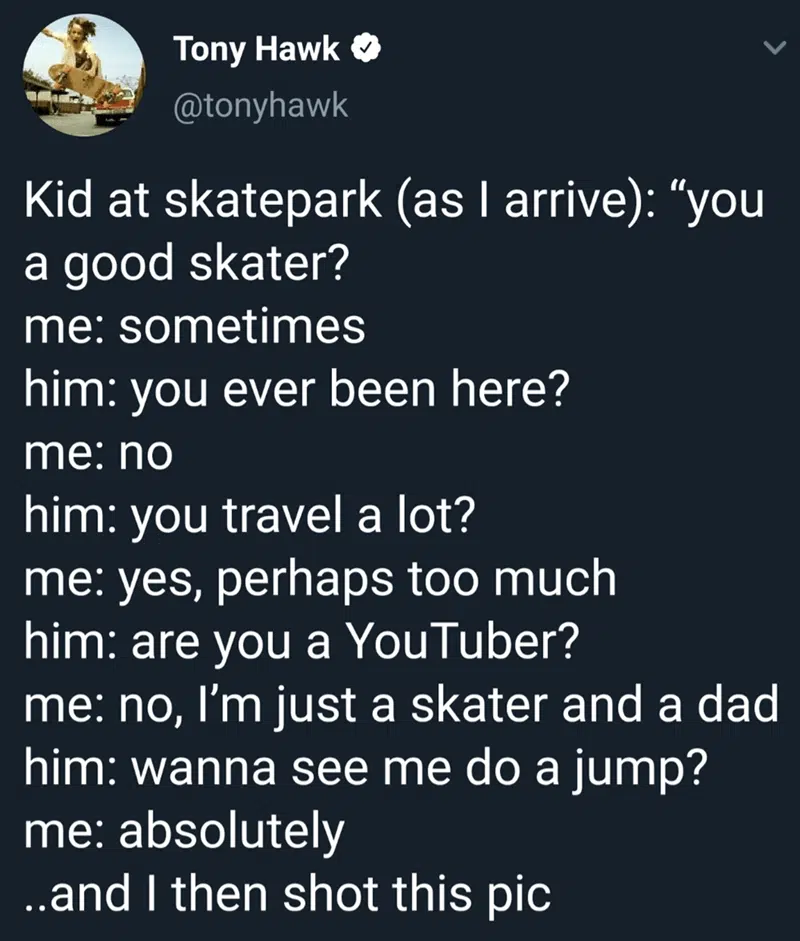 Tony Hawk
@tonyhawk
Kid at skatepark (as I arrive): “you
a good skater?
me: sometimes
him: you ever been here?
me: no
him: you travel a lot?
me: yes, perhaps too much
him: are you a YouTuber?
me: no, I’m just a skater and a dad
him: wanna see me do a jump?
me: absolutely
..and I then shot this pic